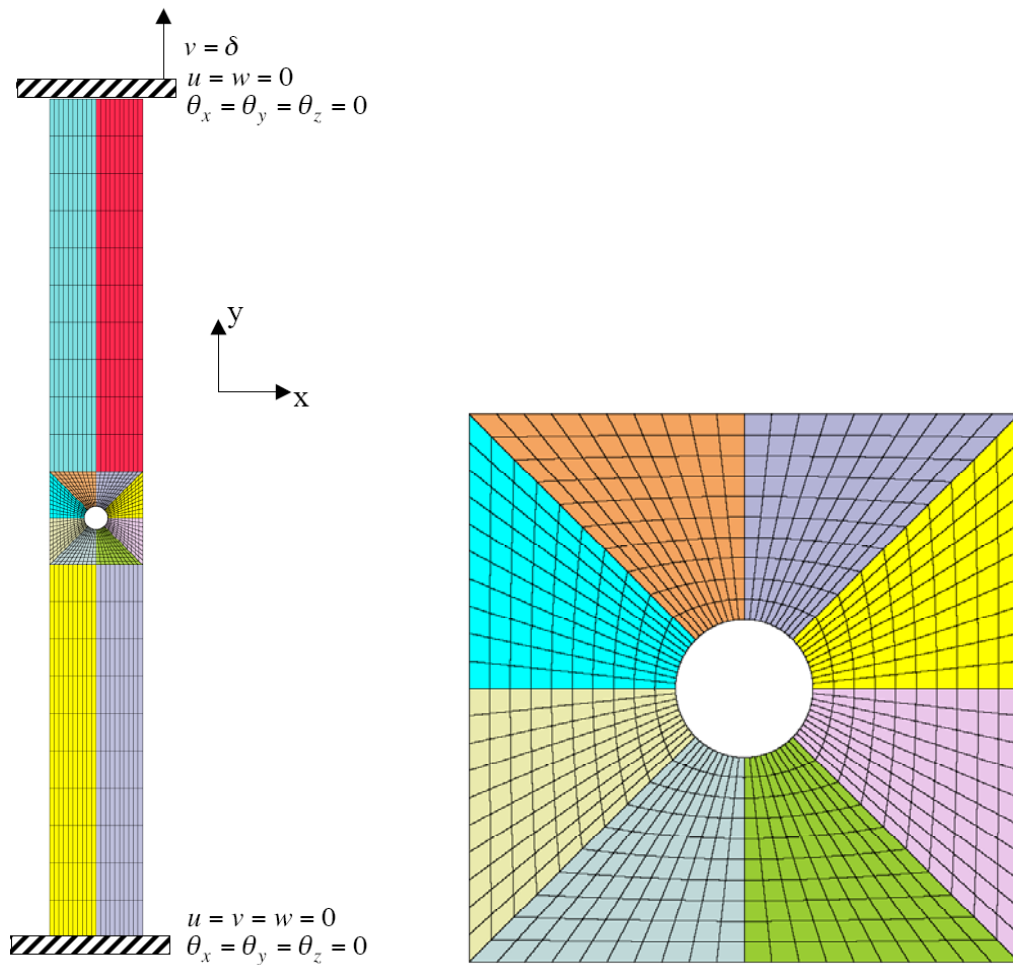 v = δ
u = w = 0
θx = θy = θz = 0
y
x
u = v = w = 0
θx = θy = θz = 0